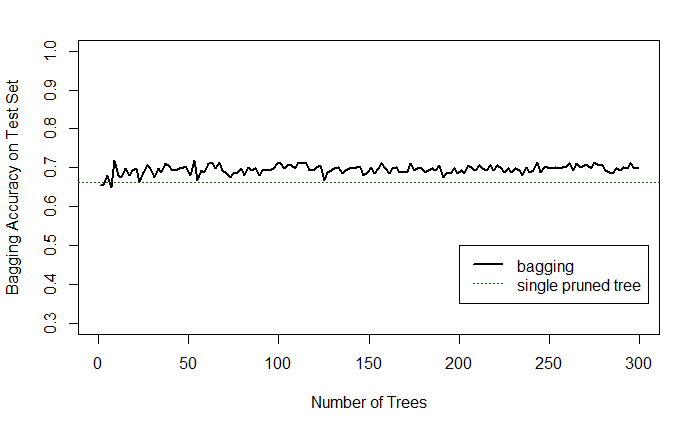 Bagging Accuracy on Test Set
1.0
0.9
0.8
0.7
0.6
0.5
0.4
0.3
bagging
single pruned tree
0 50 100 150 200 250 300
Number of Trees